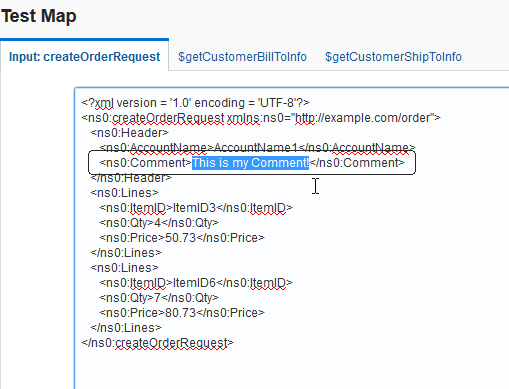 Test Map
Input: createOrderRequest $getCustomerBillToInfo $getCustomerShipToInfo
<?xml version = '1.0' encoding = 'UTF-8'?>
<ns0:createOrderRequest xmlns:ns0="http://example.com/order">
<ns0:Header>
<ns0:AccountName>AccountName1</ns0:AccountName>
<ns0:Comment>This is my Comment!</ns0:Comment>
</ns0:Header>
<ns0:Lines>
<ns0:ItemID>ItemID3</ns0:ItemID>
<ns0:Qty>4</ns0:Qty>
<ns0:Price>50.73</ns0:Price>
</ns0:Lines>
<ns0:Lines>
<ns0:ItemID>ItemID6</ns0:ItemID>
<ns0:Qty>7</ns0:Qty>
<ns0:Price>80.73</ns0:Price>
</ns0:Lines>
</ns0:createOrderRequest>